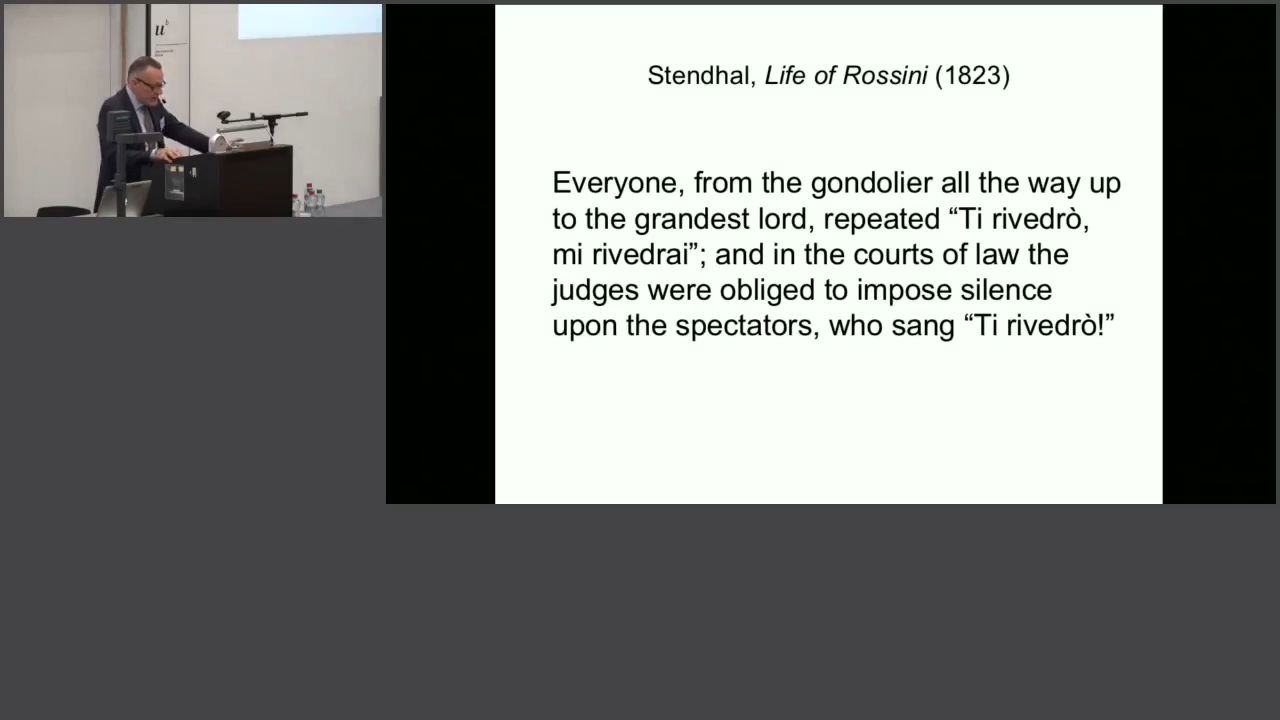 u
b
Stendhal, Life of Rossini (1823)
Everyone, from the gondolier all the way up
to the grandest lord, repeated “Ti rivedrò,
mi rivedrai”; and in the courts of law the
judges were obliged to impose silence
upon the spectators, who sang “Ti rivedrò!”